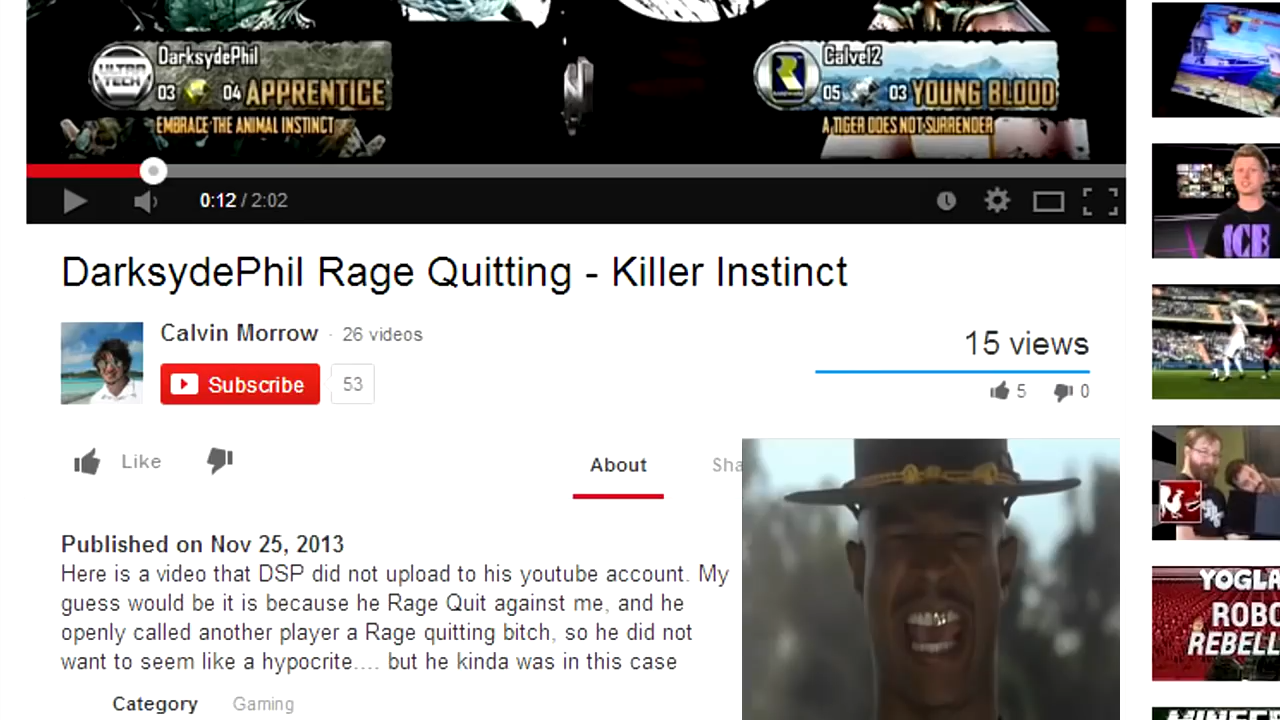 DarksydePhil
ULTRA TECH
03 04 APPRENTICE
EMBRACE THE ANIMAL INSTINCT
Calvel2
05 03 YOUNG BLOOD
A TIGER DOES NOT SURRENDER
0:12 / 2:02
DarksydePhil Rage Quitting - Killer Instinct
Calvin Morrow · 26 videos
Subscribe 53
15 views
5 0
Like
About Sha
Published on Nov 25, 2013
Here is a video that DSP did not upload to his youtube account. My
guess would be it is because he Rage Quit against me, and he
openly called another player a Rage quitting bitch, so he did not
want to seem like a hypocrite.... but he kinda was in this case
Category Gaming
ICE
YOGLA
ROBO
REBELL